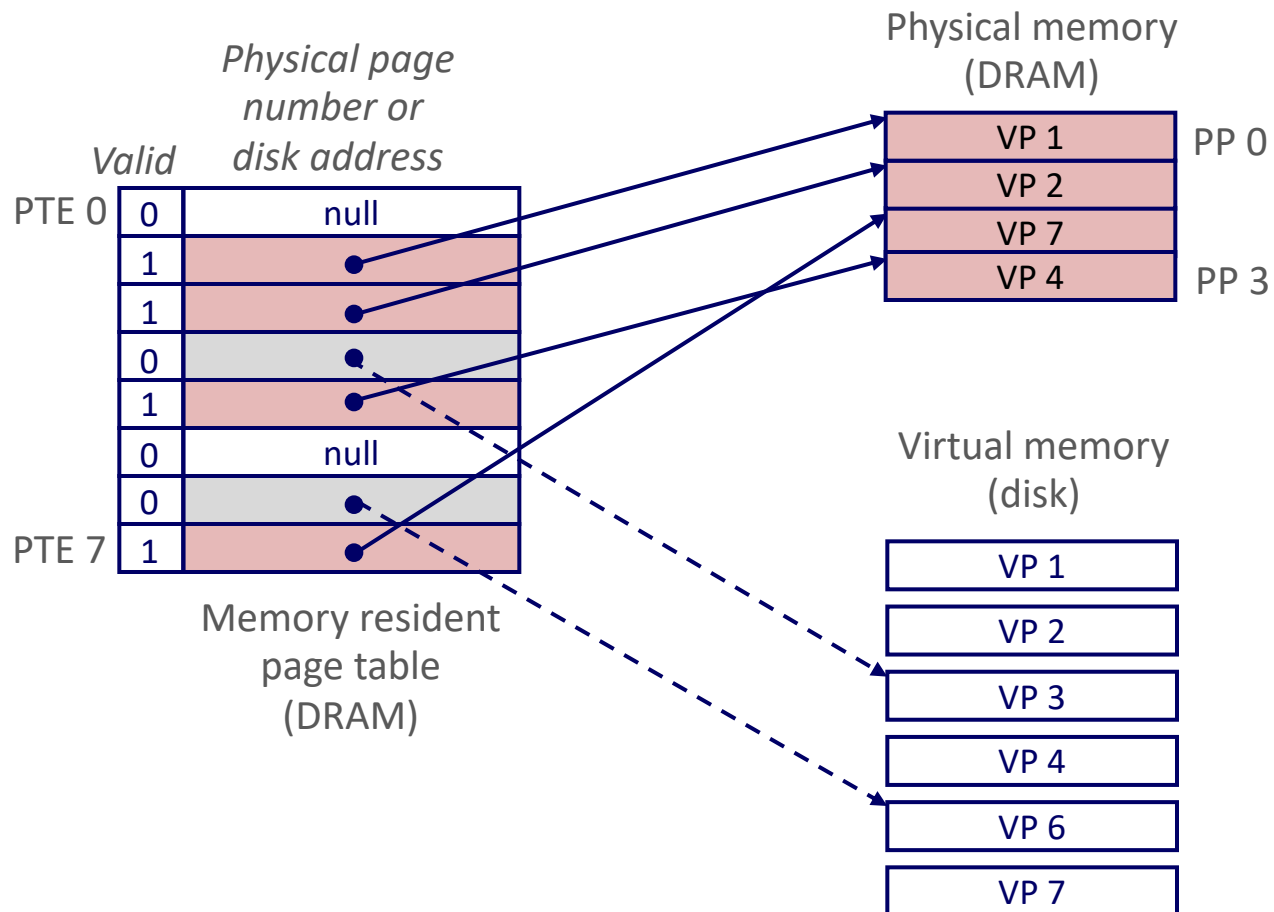 Physical memory
(DRAM)
Physical page
number or
disk address
Valid
VP 1
PP 0
VP 2
VP 7
VP 4
PP 3
PTE 0
0
null
1
1
0
1
0
null
0
PTE 7
1
Memory resident
page table
(DRAM)
Virtual memory
(disk)
VP 1
VP 2
VP 3
VP 4
VP 6
VP 7